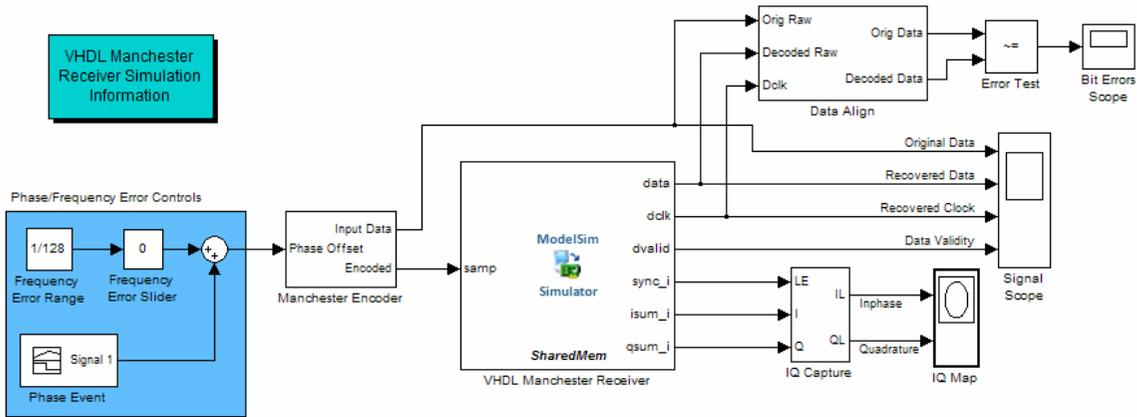 VHDL Manchester
Receiver Simulation
Information
Orig Raw
Decoded Raw
Dclk
Orig Data
Decoded Data
Data Align
~=
Error Test
Bit Errors
Scope
Phase/Frequency Error Controls
1/128
Frequency
Error Range
0
Frequency
Error Slider
+
+
Signal 1
Phase Event
Phase Offset
Input Data
Encoded
Manchester Encoder
samp
ModelSim
Simulator
SharedMem
data
dclk
dvalid
sync_i
isum_i
qsum_i
VHDL Manchester Receiver
Original Data
Recovered Data
Recovered Clock
Data Validity
Signal
Scope
LE
I
Q
IL
QL
IQ Capture
Inphase
Quadrature
IQ Map